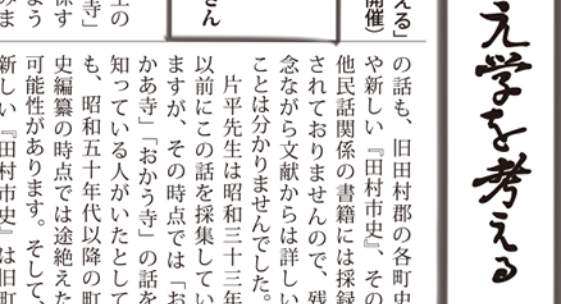 元学を考える
える」
開催）
さん
の
寺」
係す
よう
みま
の話も、旧田村郡の各町史
や新しい『田村市史』、その
他民話関係の書籍には採録
されておりませんので、残
念ながら文献からは詳しい
ことは分かりませんでした。
片平先生は昭和三十三年
以前にこの話を採集してい
ますが、その時点では「お
かあ寺」「おかう寺」の話を
知っている人がいたとして
も、昭和五十年代以降の町
史編纂の時点では途絶えた
可能性があります。そして、
新しい『田村市史』は旧町